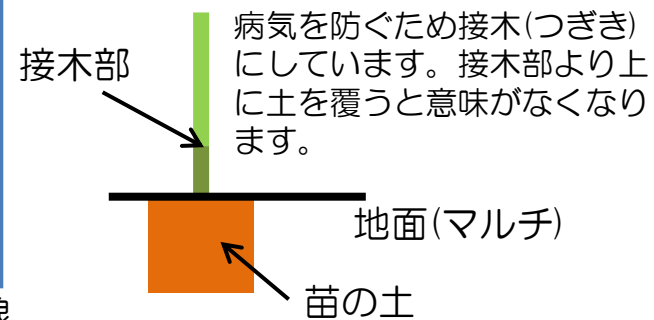 病気を防ぐため接木(つぎき)
にしています。接木部より上
に土を覆うと意味がなくなり
ます。
接木部
地面(マルチ)
苗の土